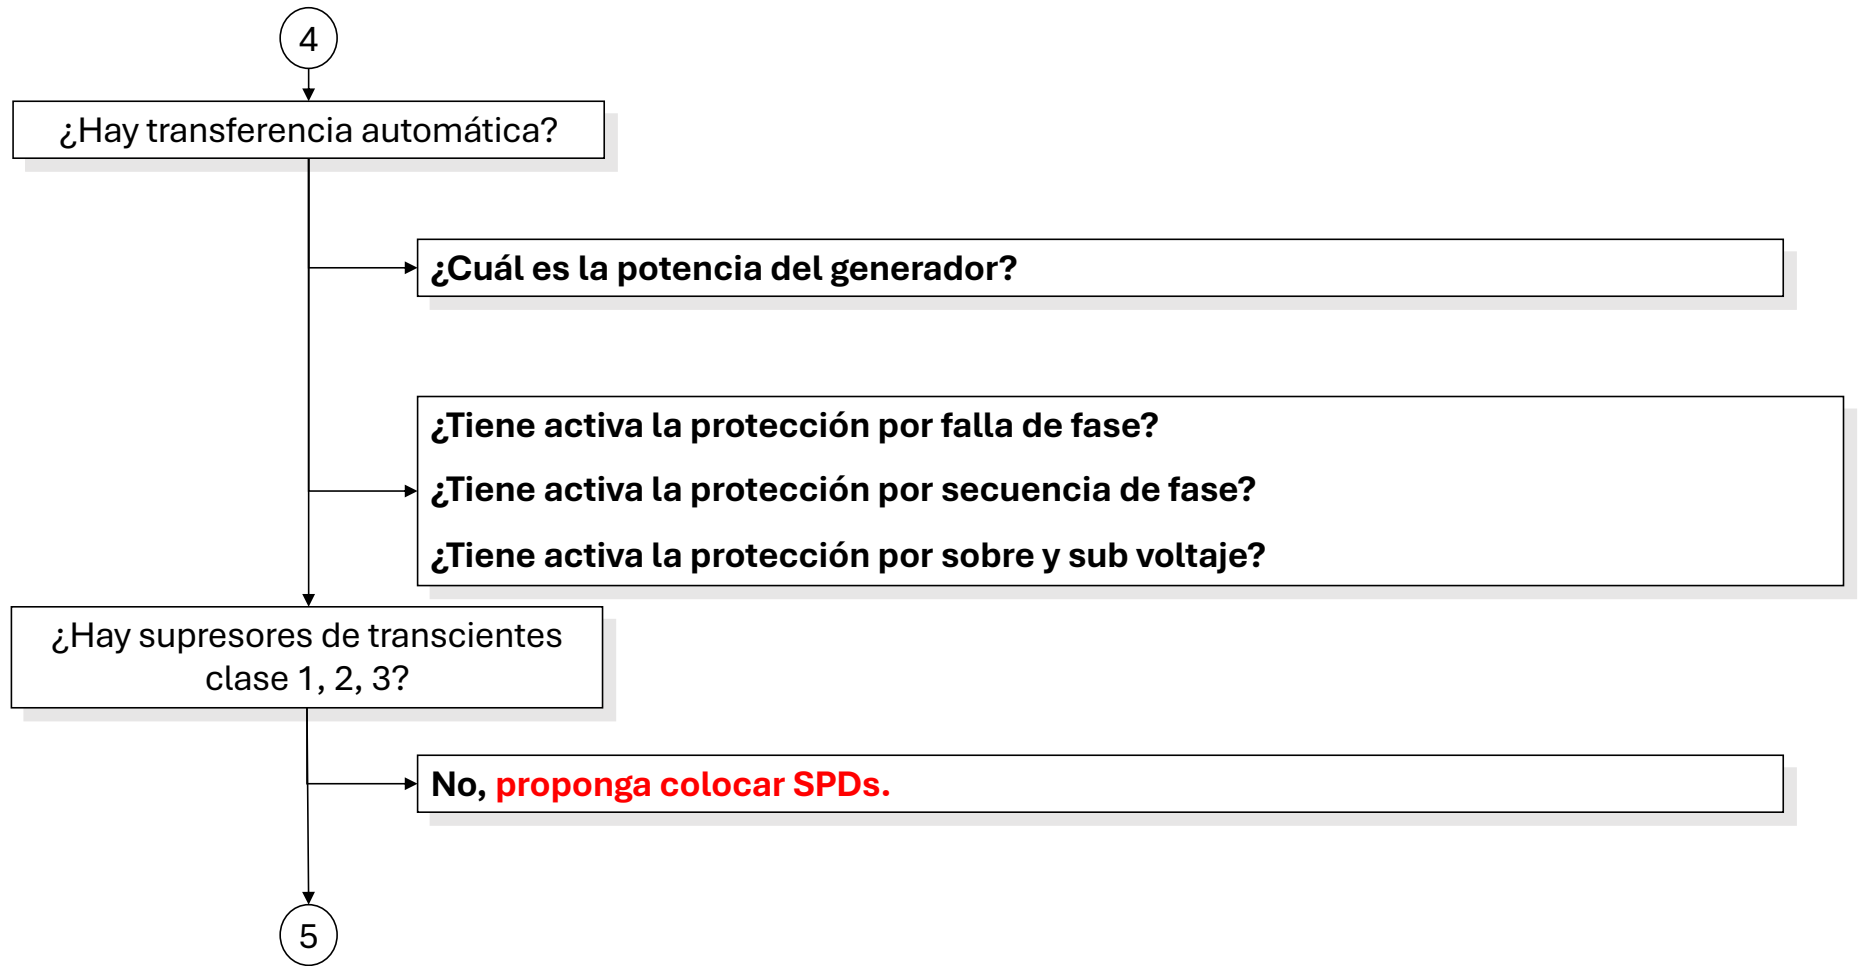 4
¿Hay transferencia automática?
¿Cuál es la potencia del generador?
¿Tiene activa la protección por falla de fase?
¿Tiene activa la protección por secuencia de fase?
¿Tiene activa la protección por sobre y sub voltaje?
¿Hay supresores de transcientes
clase 1, 2, 3?
No, proponga colocar SPDs.
5